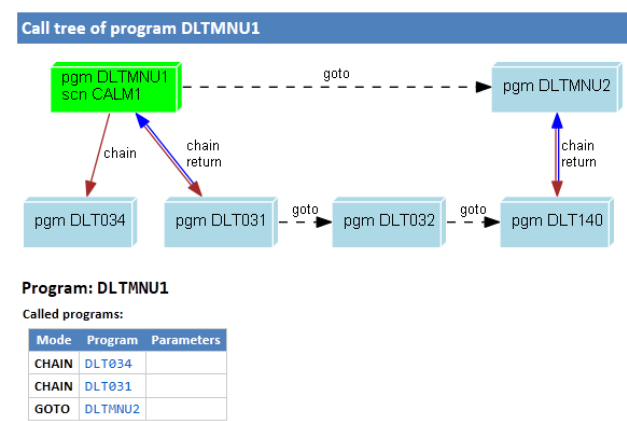 Call tree of program DLTMNU1
pgm DLTMNU1
scn CALM1
goto
pgm DLTMNU2
chain
chain
return
chain
return
pgm DLT034
pgm DLT031
goto
pgm DLT032
goto
pgm DLT140
Program: DLTMNU1
Called programs:
Mode Program Parameters
CHAIN DLT034
CHAIN DLT031
GOTO DLTMNU2